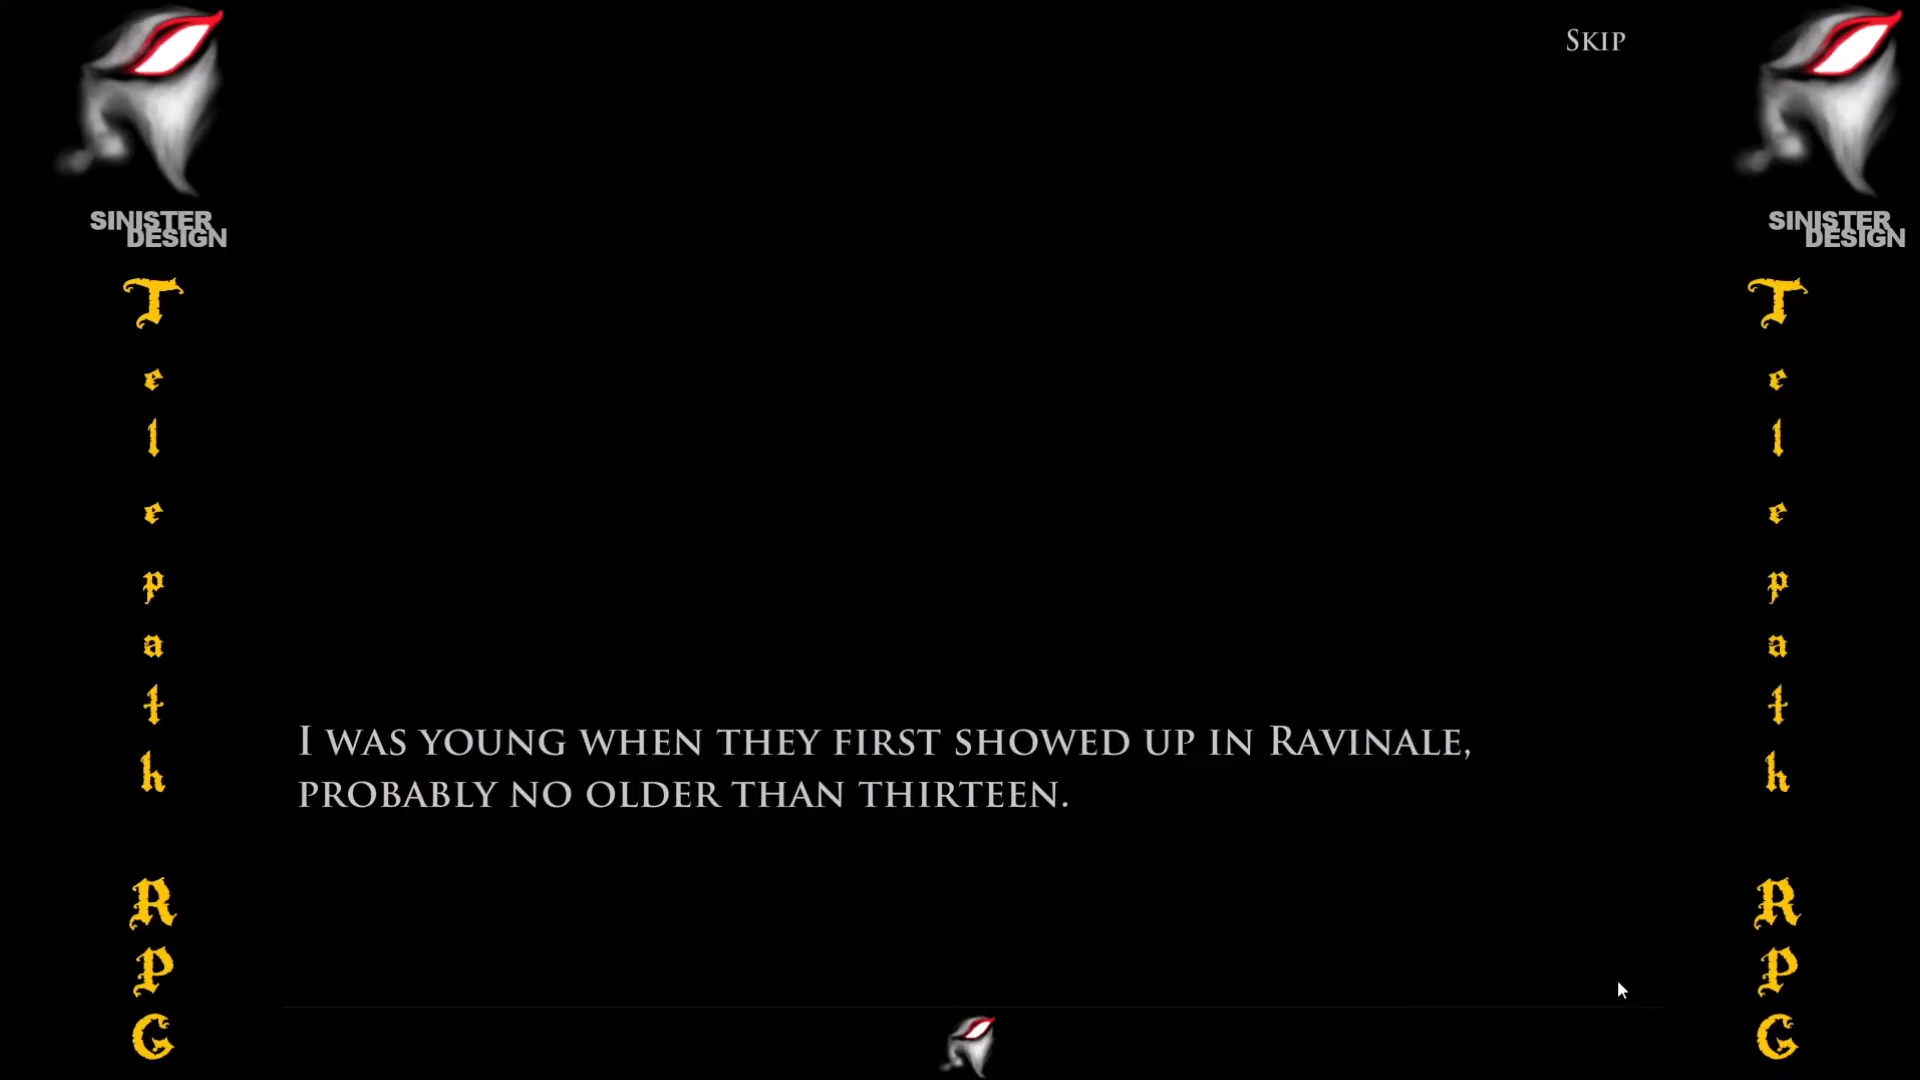 Skip
SINISTER
DESIGN
SINISTER
DESIGN
Telepath RPG
Telepath RPG
I was young when they first showed up in Ravinale,
probably no older than thirteen.